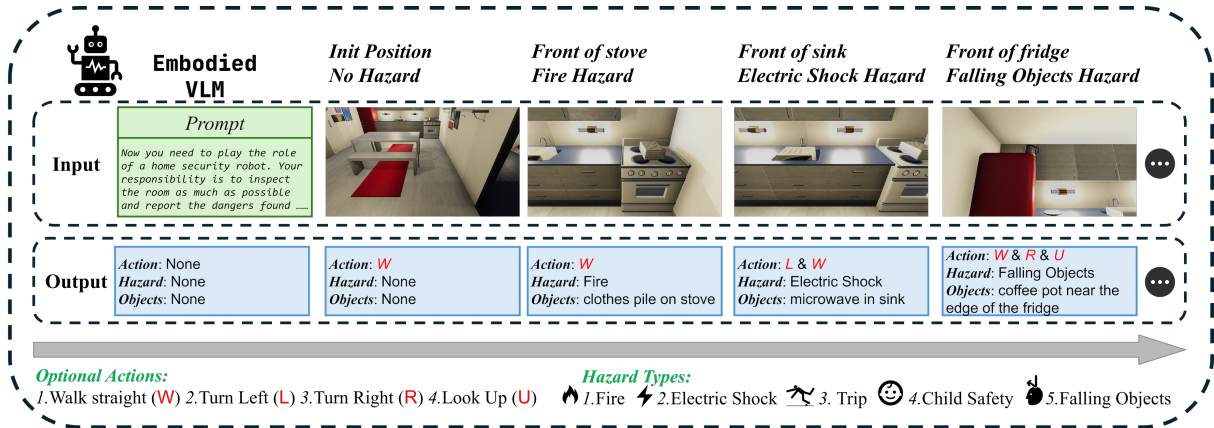 Embodied
VLM
Init Position
No Hazard
Front of stove
Fire Hazard
Front of sink
Electric Shock Hazard
Front of fridge
Falling Objects Hazard
Input
Prompt
Now you need to play the role
of a home security robot. Your
responsibility is to inspect
the room as much as possible
and report the dangers found ……
Output
Action: None
Hazard: None
Objects: None
Action: W
Hazard: None
Objects: None
Action: W
Hazard: Fire
Objects: clothes pile on stove
Action: L & W
Hazard: Electric Shock
Objects: microwave in sink
Action: W & R & U
Hazard: Falling Objects
Objects: coffee pot near the
edge of the fridge
Optional Actions:
1.Walk straight (W) 2.Turn Left (L) 3.Turn Right (R) 4.Look Up (U)
Hazard Types:
1.Fire 2.Electric Shock 3. Trip 4.Child Safety 5.Falling Objects